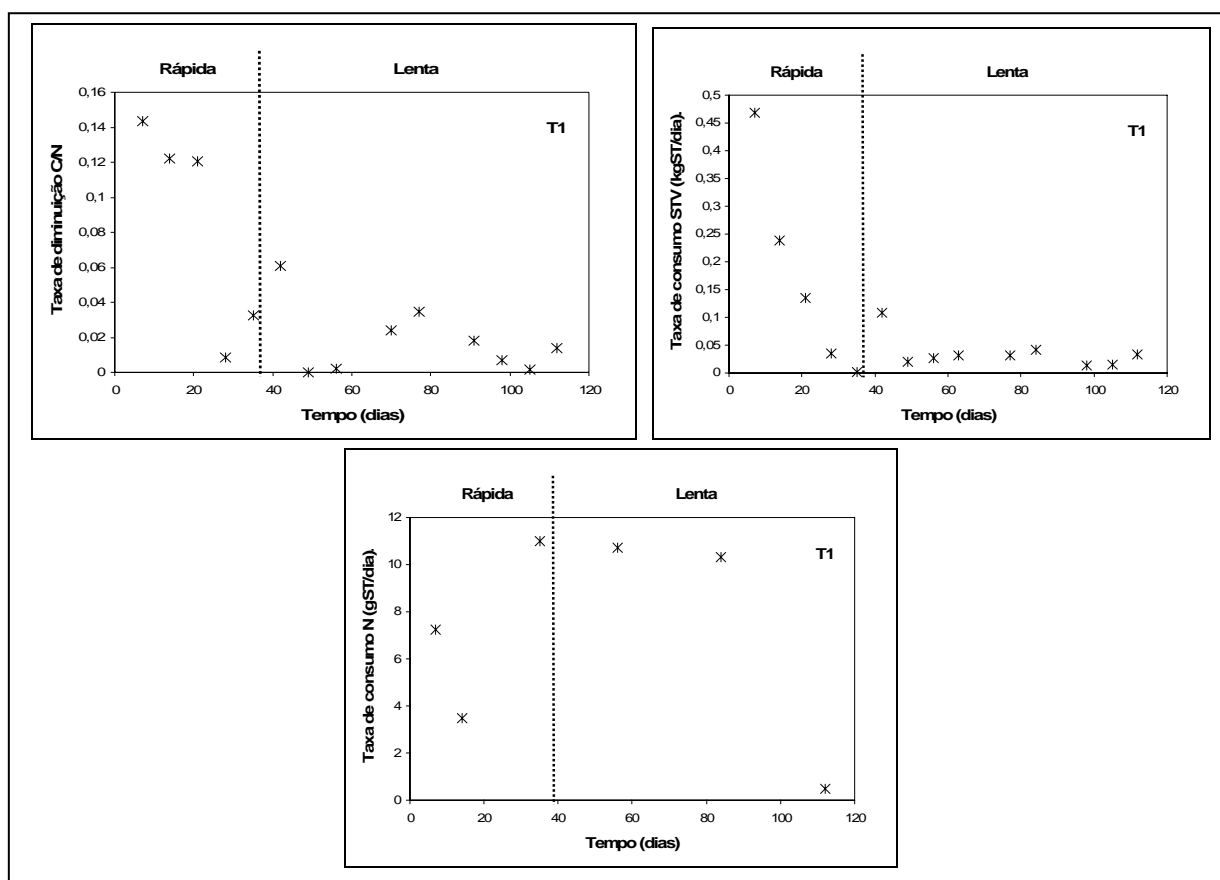 Rápida Lenta
0,16
0,14
0,12
0,1
0,08
0,06
0,04
0,02
0
Taxa de diminuição C/N
T1
0 20 40 60 80 100 120
Tempo (dias)
Rápida Lenta
0,5
0,45
0,4
0,35
0,3
0,25
0,2
0,15
0,1
0,05
0
Taxa de consumo STV (kgST/dia).
T1
0 20 40 60 80 100 120
Tempo (dias)
Rápida Lenta
12
10
8
6
4
2
0
Taxa de consumo N (gST/dia).
T1
0 20 40 60 80 100 120
Tempo (dias)